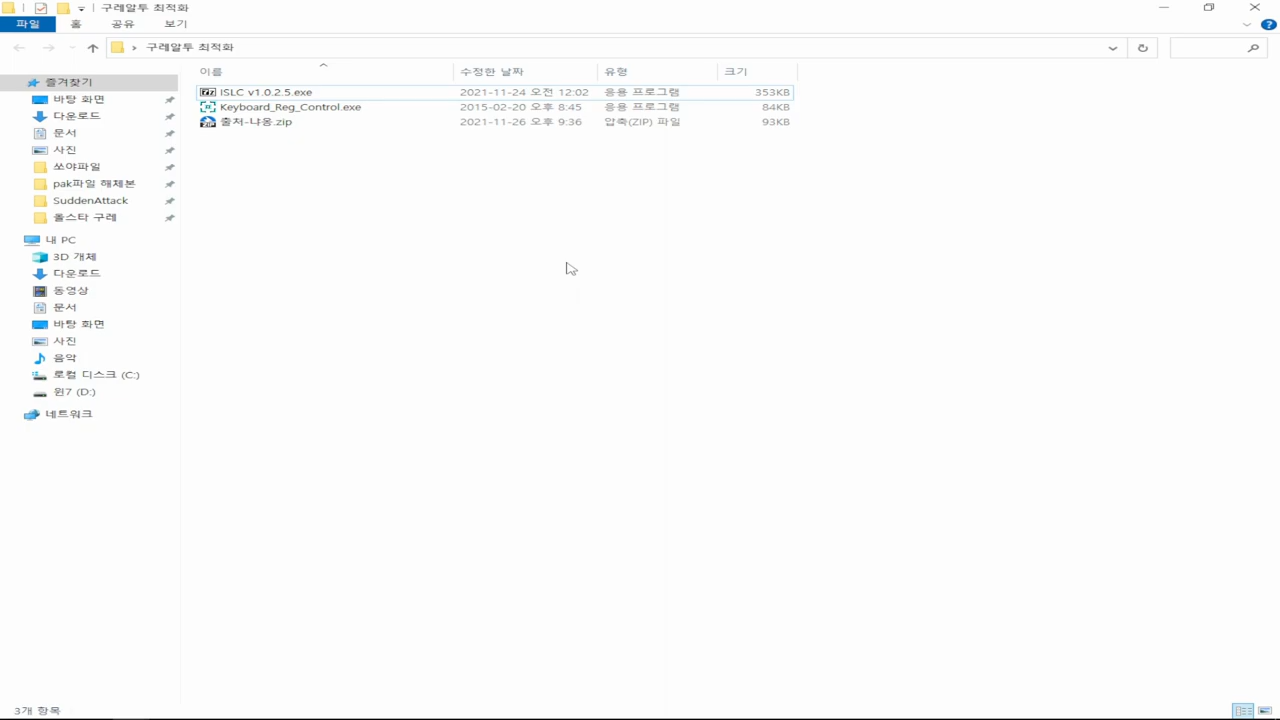 구레알투 최적화
파일 홈 공유 보기
구레알투 최적화
이름 수정한 날짜 유형 크기
ISLC v1.0.2.5.exe 2021-11-24 오전 12:02 응용 프로그램 353KB
Keyboard_Reg_Control.exe 2015-02-20 오후 8:45 응용 프로그램 84KB
출처-냐옹.zip 2021-11-26 오후 9:36 압축(ZIP) 파일 93KB
즐겨찾기
바탕 화면
다운로드
문서
사진
쏘야파일
pak파일 해체본
SuddenAttack
올스타 구레
내 PC
3D 개체
다운로드
동영상
문서
바탕 화면
사진
음악
로컬 디스크 (C:)
윈7 (D:)
네트워크
3개 항목